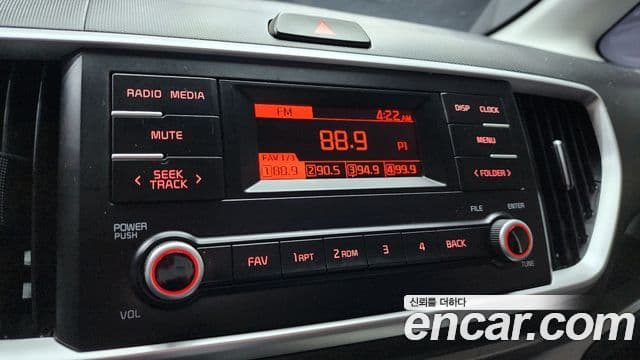 RADIO MEDIA
MUTE
SEEK
TRACK
FM 4:22 AM
88.9 P1
FAV 1/3
1 88.9 2 90.5 3 94.9 4 99.9
DISP CLOCK
MENU
< FOLDER >
POWER
PUSH
VOL
FAV 1 RPT 2 RDM 3 4 BACK
FILE
ENTER
TUNE
신뢰를 더하다
encar.com